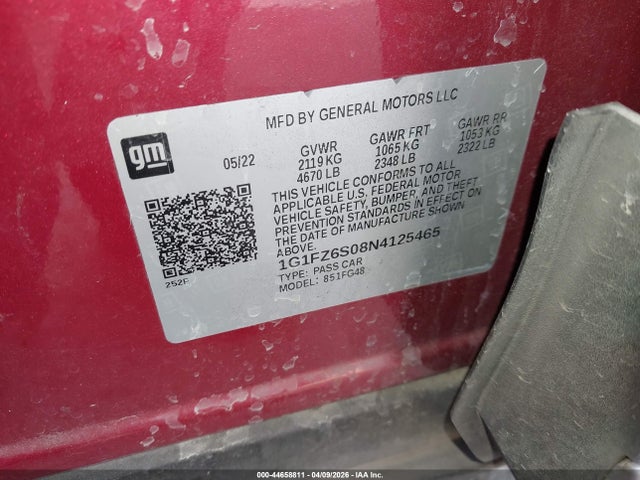 MFD BY GENERAL MOTORS LLC
gm
05/22
GVWR
2119 KG
4670 LB
GAWR FRT
1065 KG
2348 LB
GAWR RR
1053 KG
2322 LB
THIS VEHICLE CONFORMS TO ALL
APPLICABLE U.S. FEDERAL MOTOR
VEHICLE SAFETY, BUMPER, AND THEFT
PREVENTION STANDARDS IN EFFECT ON
THE DATE OF MANUFACTURE SHOWN
ABOVE.
1G1FZ6S08N4125465
TYPE: PASS CAR
MODEL: 851FG48
252F
000-44658811 - 04/09/2026 - IAA Inc.